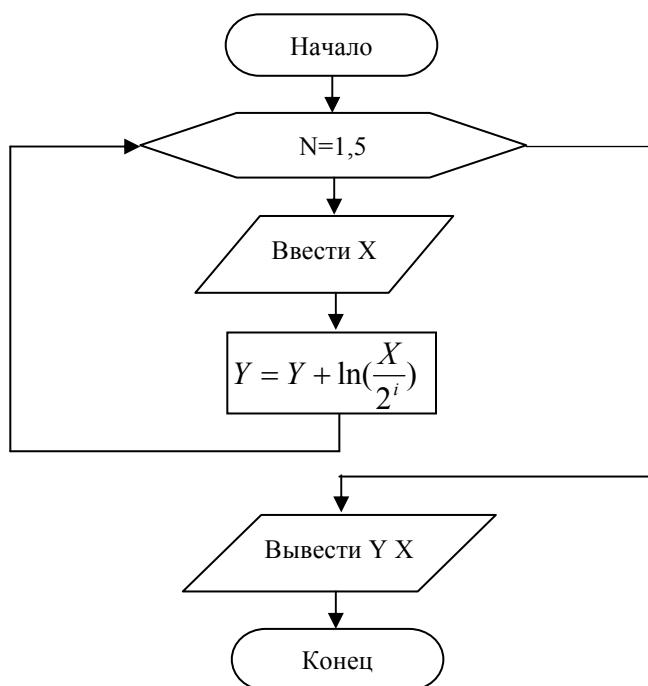 Начало
N=1,5
Ввести X
Y = Y + ln(X/2^i)
Вывести Y X
Конец